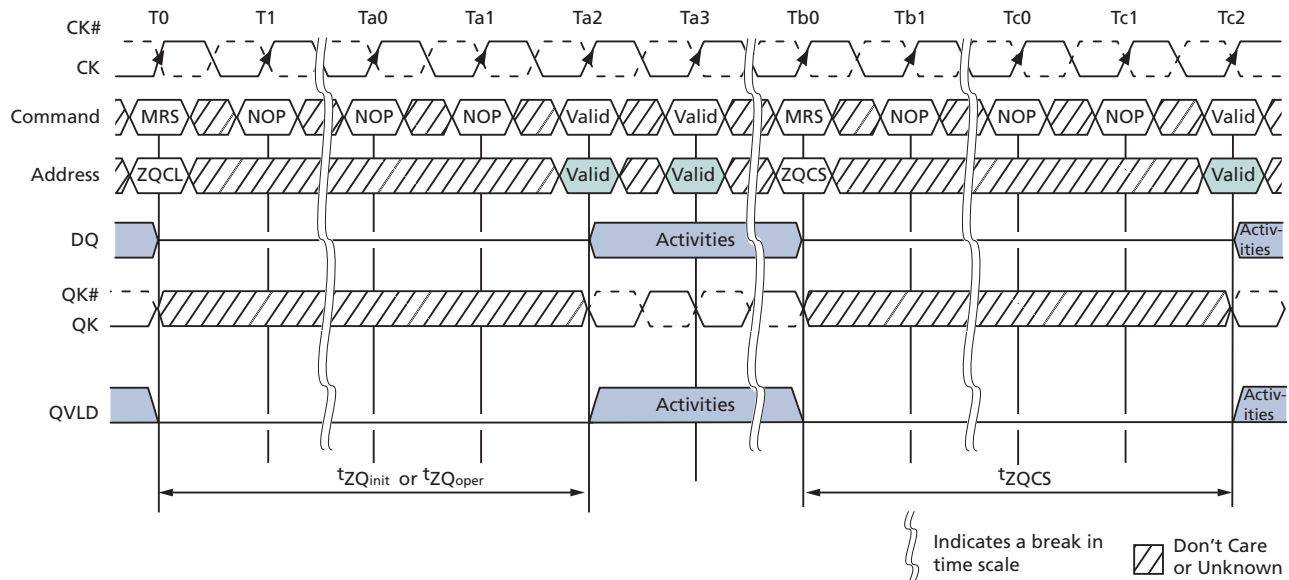 T0 T1 Ta0 Ta1 Ta2 Ta3 Tb0 Tb1 Tc0 Tc1 Tc2
CK#
CK
Command MRS NOP NOP NOP Valid Valid MRS NOP NOP NOP Valid
Address ZQCL Valid Valid ZQCS Valid
DQ Activities Activ-
ities
QK#
QK
QVLD Activities Activ-
ities
tZQinit or tZQoper tZQCS
Indicates a break in
time scale
Don't Care
or Unknown